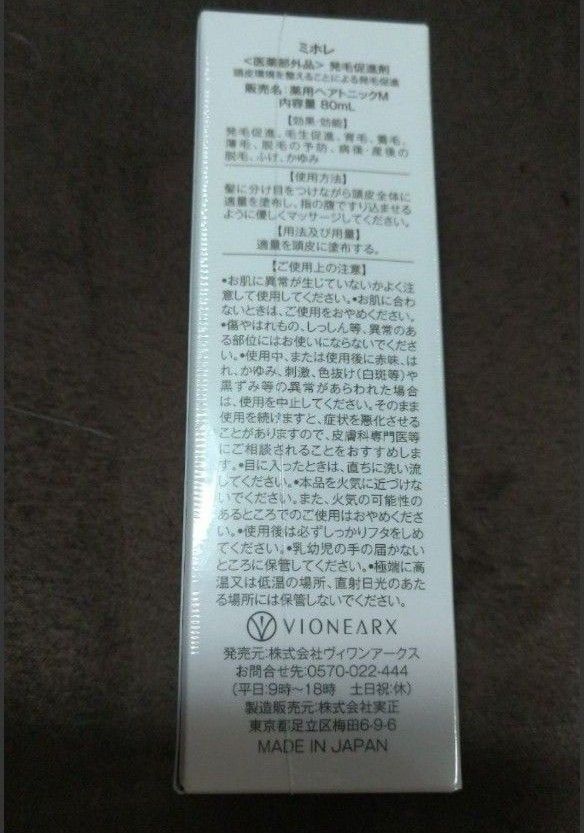 ミホレ
<医薬部外品> 発毛促進剤
頭皮環境を整えることによる発毛促進
販売名:薬用ヘアトニックM
内容量 80mL
【効果・効能】
発毛促進、毛生促進、育毛、養毛、
薄毛、脱毛の予防、病後・産後の
脱毛、ふけ、かゆみ
【使用方法】
髪に分け目をつけながら頭皮全体に
適量を塗布し、指の腹ですり込ませる
ように優しくマッサージしてください。
【用法及び用量】
適量を頭皮に塗布する。
【ご使用上の注意】
•お肌に異常が生じていないかよく注
意して使用してください。•お肌に合わ
ないときは、ご使用をおやめください。
•傷やはれもの、しっしん等、異常のあ
る部位にはお使いにならないでくださ
い。•使用中、または使用後に赤味、は
れ、かゆみ、刺激、色抜け(白斑等)や
黒ずみ等の異常があらわれた場合
は、使用を中止してください。そのまま
使用を続けますと、症状を悪化させる
ことがありますので、皮膚科専門医等
にご相談されることをおすすめしま
す。•目に入ったときは、直ちに洗い流
してください。•本品を火気に近づけな
いでください。また、火気の可能性の
あるところでのご使用はおやめくださ
い。•使用後は必ずしっかりフタをしめ
てください。•乳幼児の手の届かない
ところに保管してください。•極端に高
温又は低温の場所、直射日光のあた
る場所には保管しないでください。
VIONEARX
発売元:株式会社ヴィワンアークス
お問合せ先:0570-022-444
(平日:9時〜18時 土日祝:休)
製造販売元:株式会社実正
東京都足立区梅田6-9-6
MADE IN JAPAN